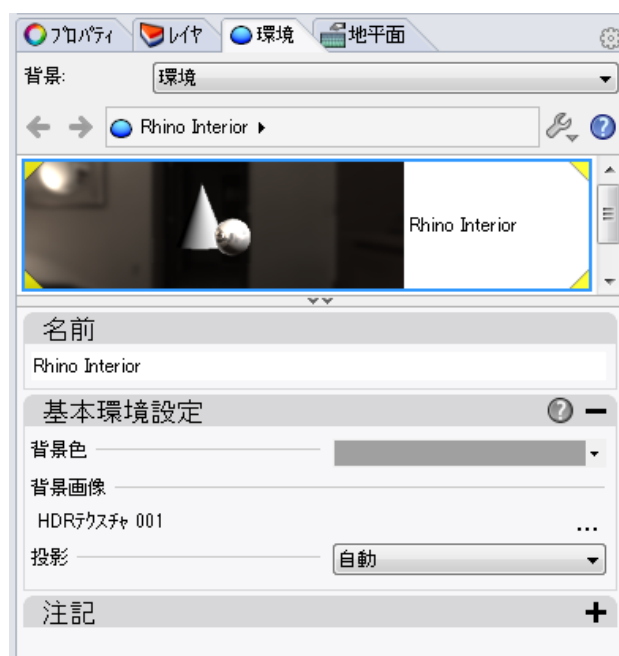 プロパティ レイヤ 環境 地平面
背景: 環境
Rhino Interior
Rhino Interior
名前
Rhino Interior
基本環境設定
背景色
背景画像
HDRテクスチャ 001
...
投影 自動
注記